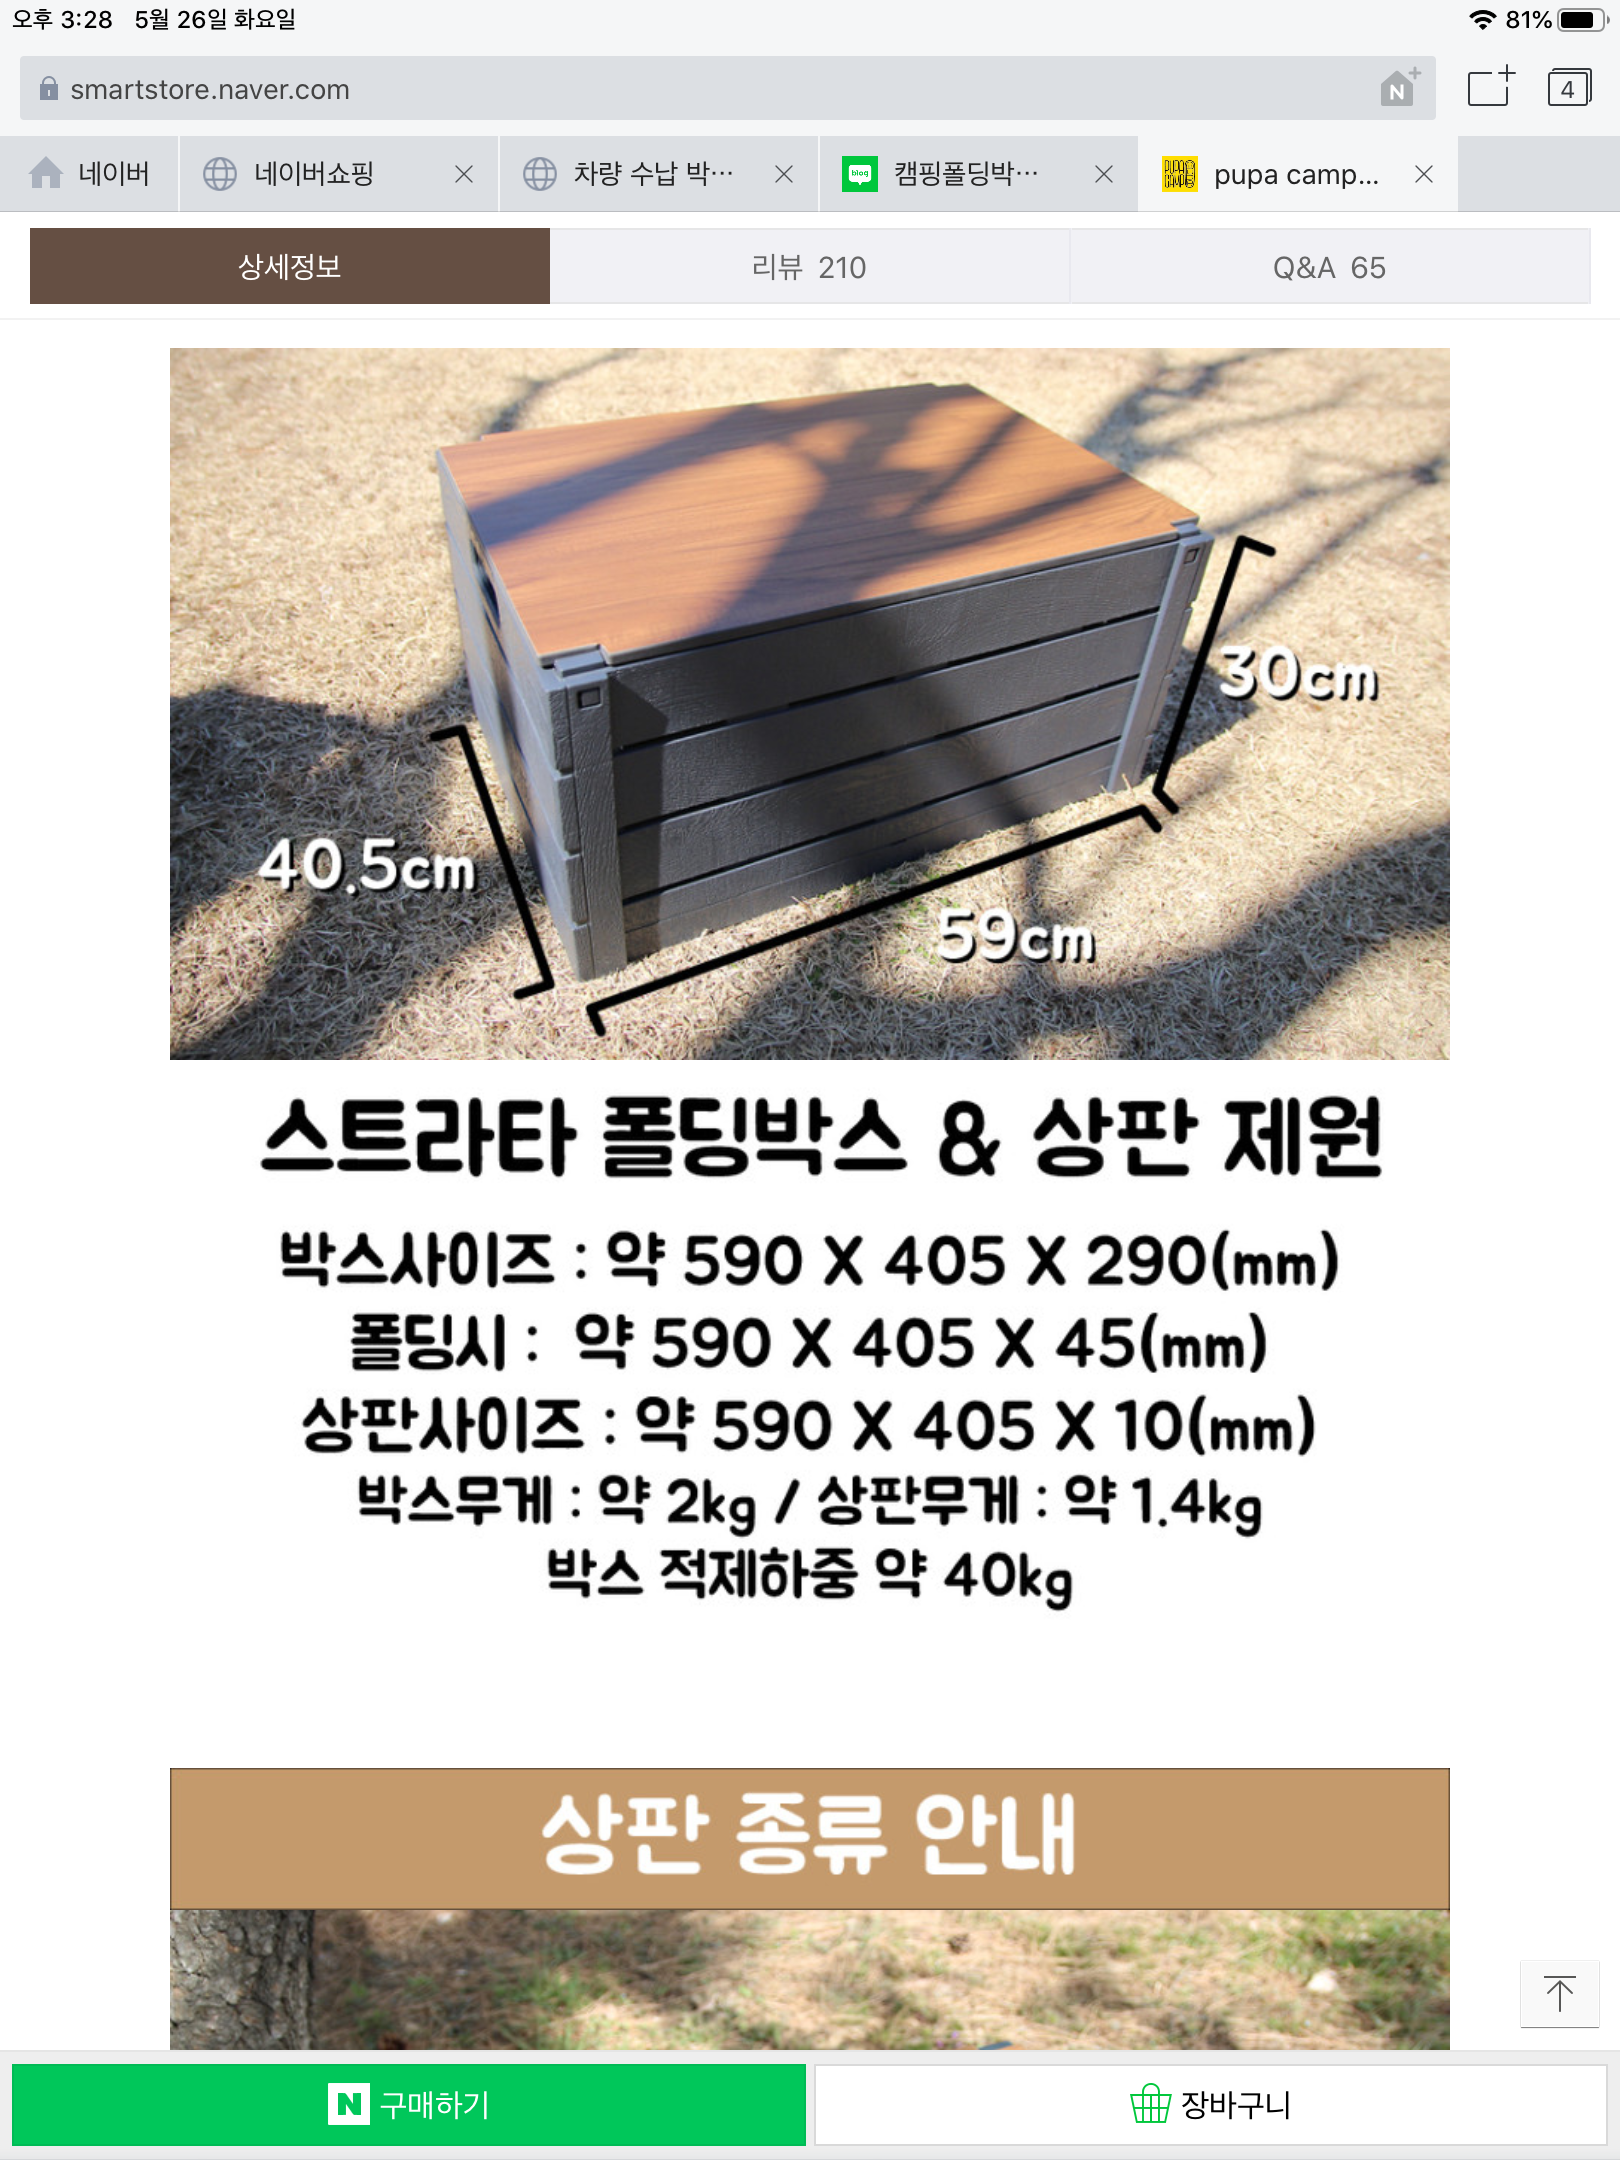 오후 3:28 5월 26일 화요일 81%
smartstore.naver.com N 4
네이버 네이버쇼핑 차량 수납 박… blog 캠핑폴딩박… pupa camp...
상세정보 리뷰 210 Q&A 65
30cm
40.5cm
59cm
스트라타 폴딩박스 & 상판 제원
박스사이즈 : 약 590 X 405 X 290(mm)
폴딩시 : 약 590 X 405 X 45(mm)
상판사이즈 : 약 590 X 405 X 10(mm)
박스무게 : 약 2kg / 상판무게 : 약 1.4kg
박스 적제하중 약 40kg
상판 종류 안내
N 구매하기 장바구니